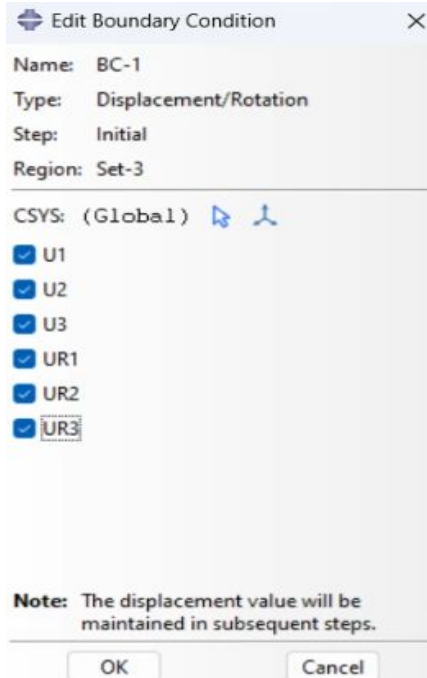 Edit Boundary Condition
Name: BC-1
Type: Displacement/Rotation
Step: Initial
Region: Set-3
CSYS: (Global)
U1
U2
U3
UR1
UR2
UR3
Note: The displacement value will be
maintained in subsequent steps.
OK Cancel